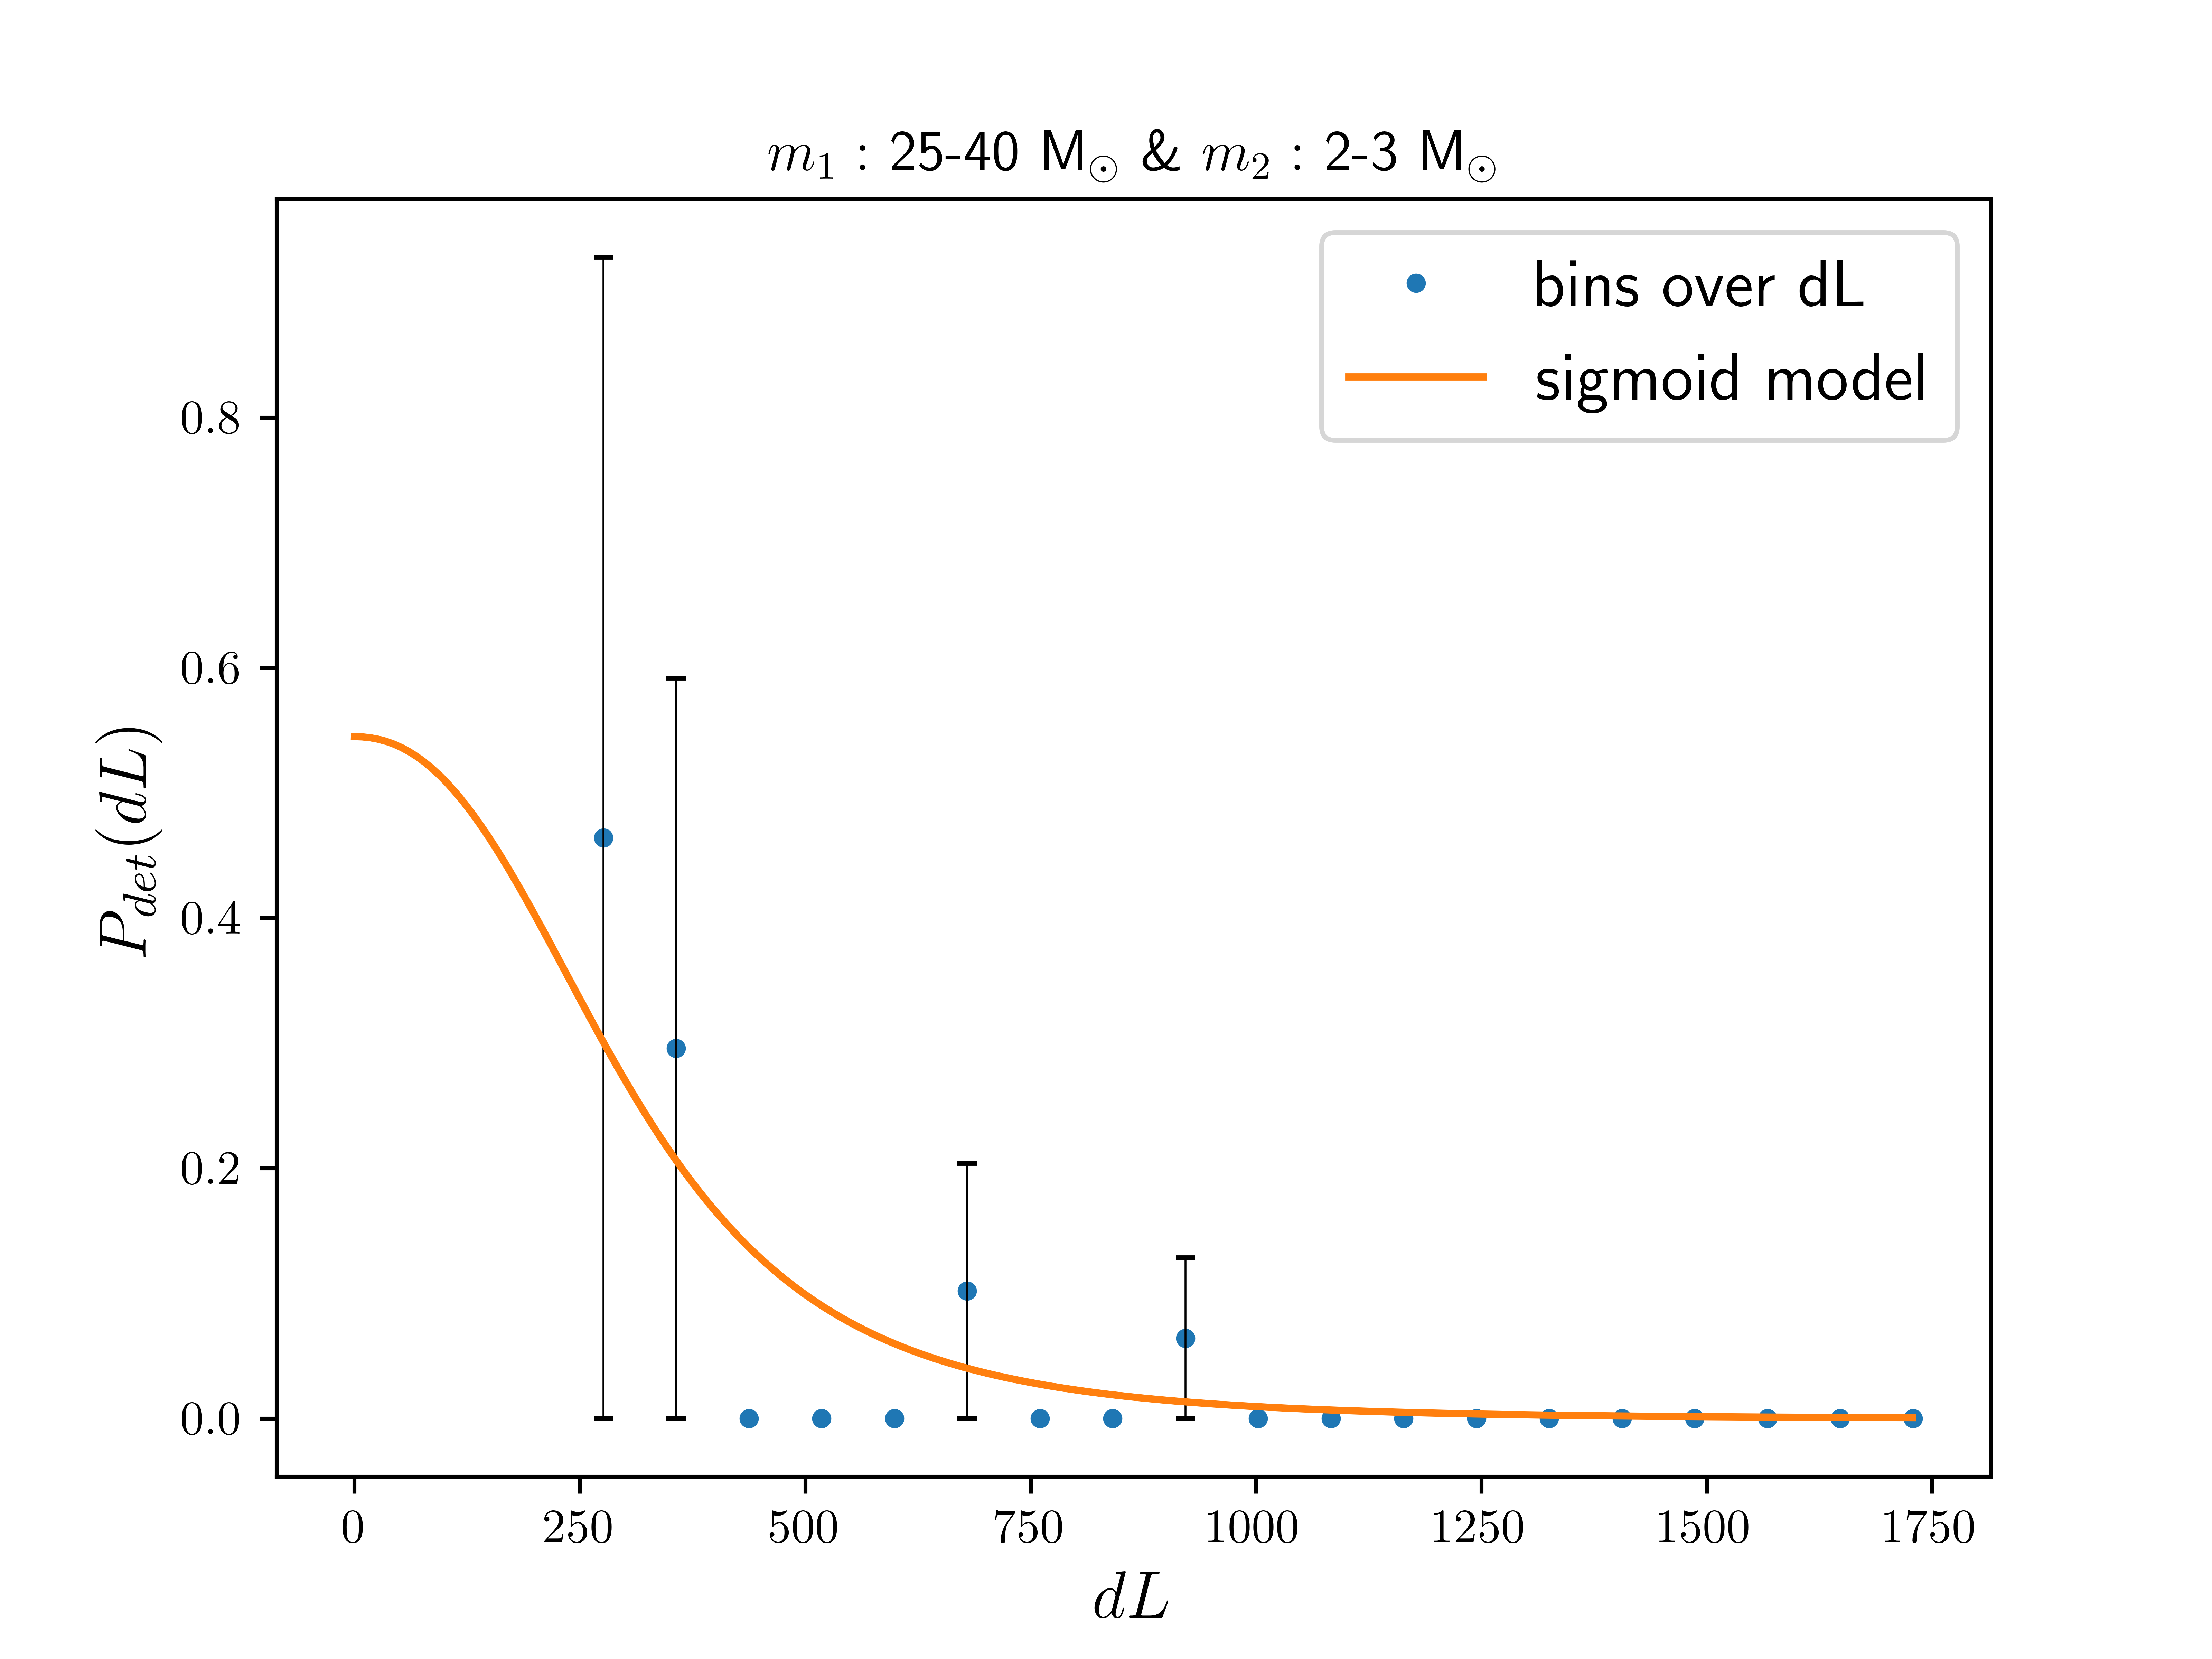 m₁ : 25-40 M⊙ & m₂ : 2-3 M⊙
bins over dL
sigmoid model
0.8
0.6
0.4
0.2
0.0
P_det(dL)
0 250 500 750 1000 1250 1500 1750
dL